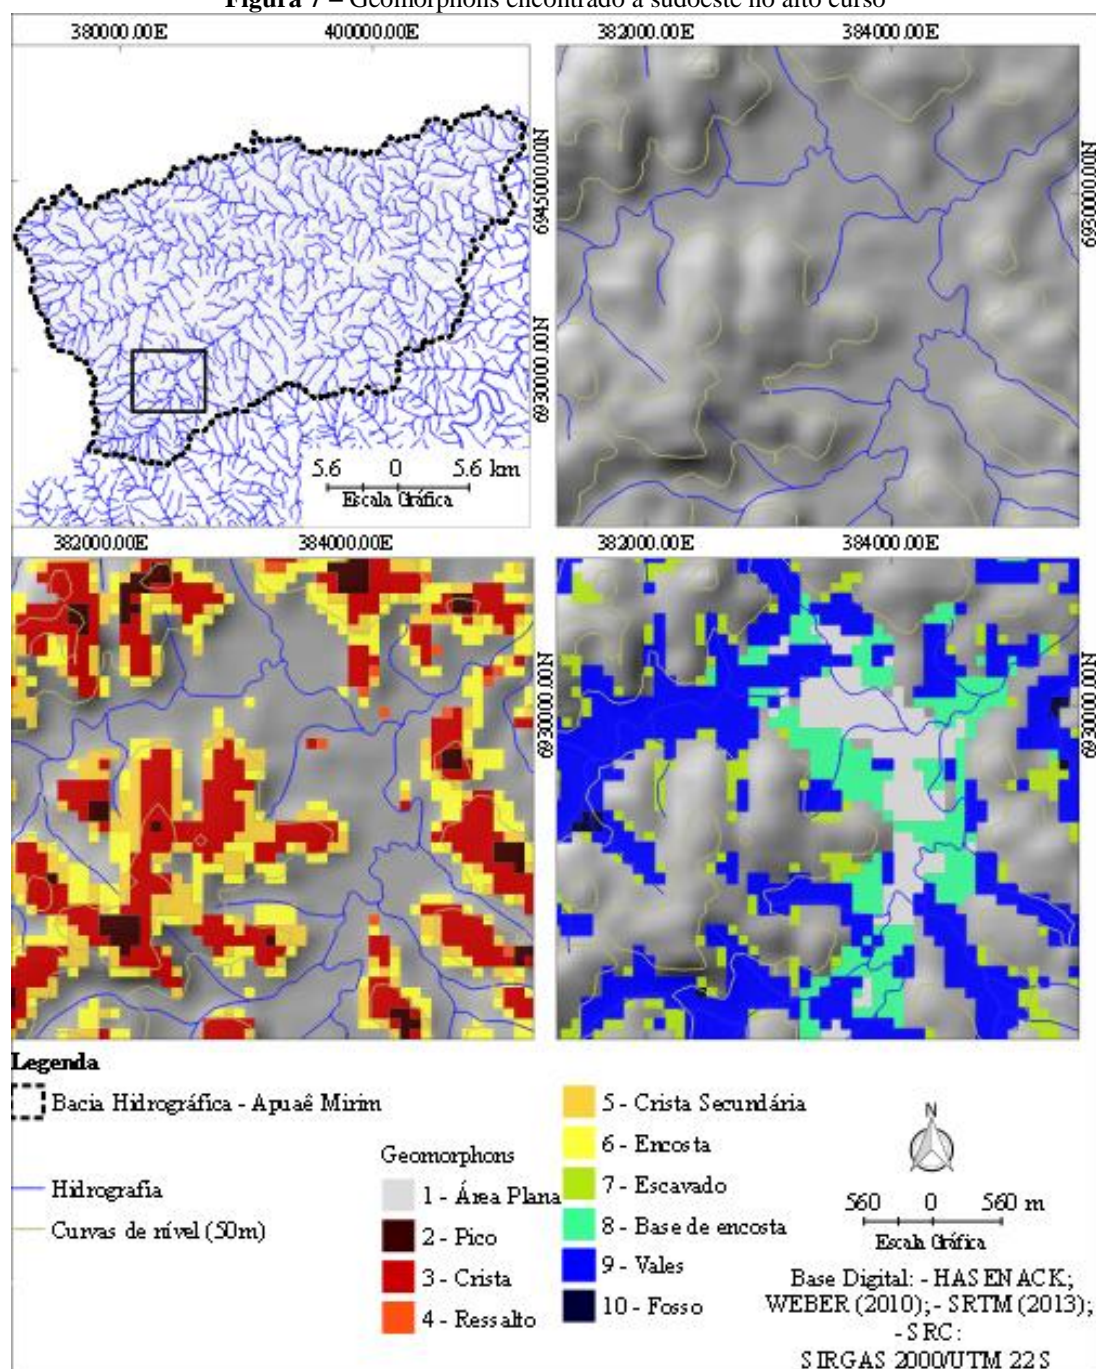 Figura 7 – Geomorphons encontrado a sudoeste no alto curso
380000.00E
400000.00E
6945000.00N
6930000.00N
5.6 0 5.6 km
Escala Gráfica
382000.00E
384000.00E
6930000.00N
382000.00E
384000.00E
6930000.00N
382000.00E
384000.00E
6930000.00N
Legenda
Bacia Hidrográfica - Apuaê Mirim
Hidrografia
Curvas de nível (50m)
Geomorphons
1 - Área Plana
2 - Pico
3 - Crista
4 - Ressalto
5 - Crista Secundária
6 - Encosta
7 - Escavado
8 - Base de encosta
9 - Vales
10 - Fosso
N
560 0 560 m
Escala Gráfica
Base Digital: - HASENACK;
WEBER (2010); - SRTM (2013);
- SRC:
SIRGAS 2000/UTM 22 S